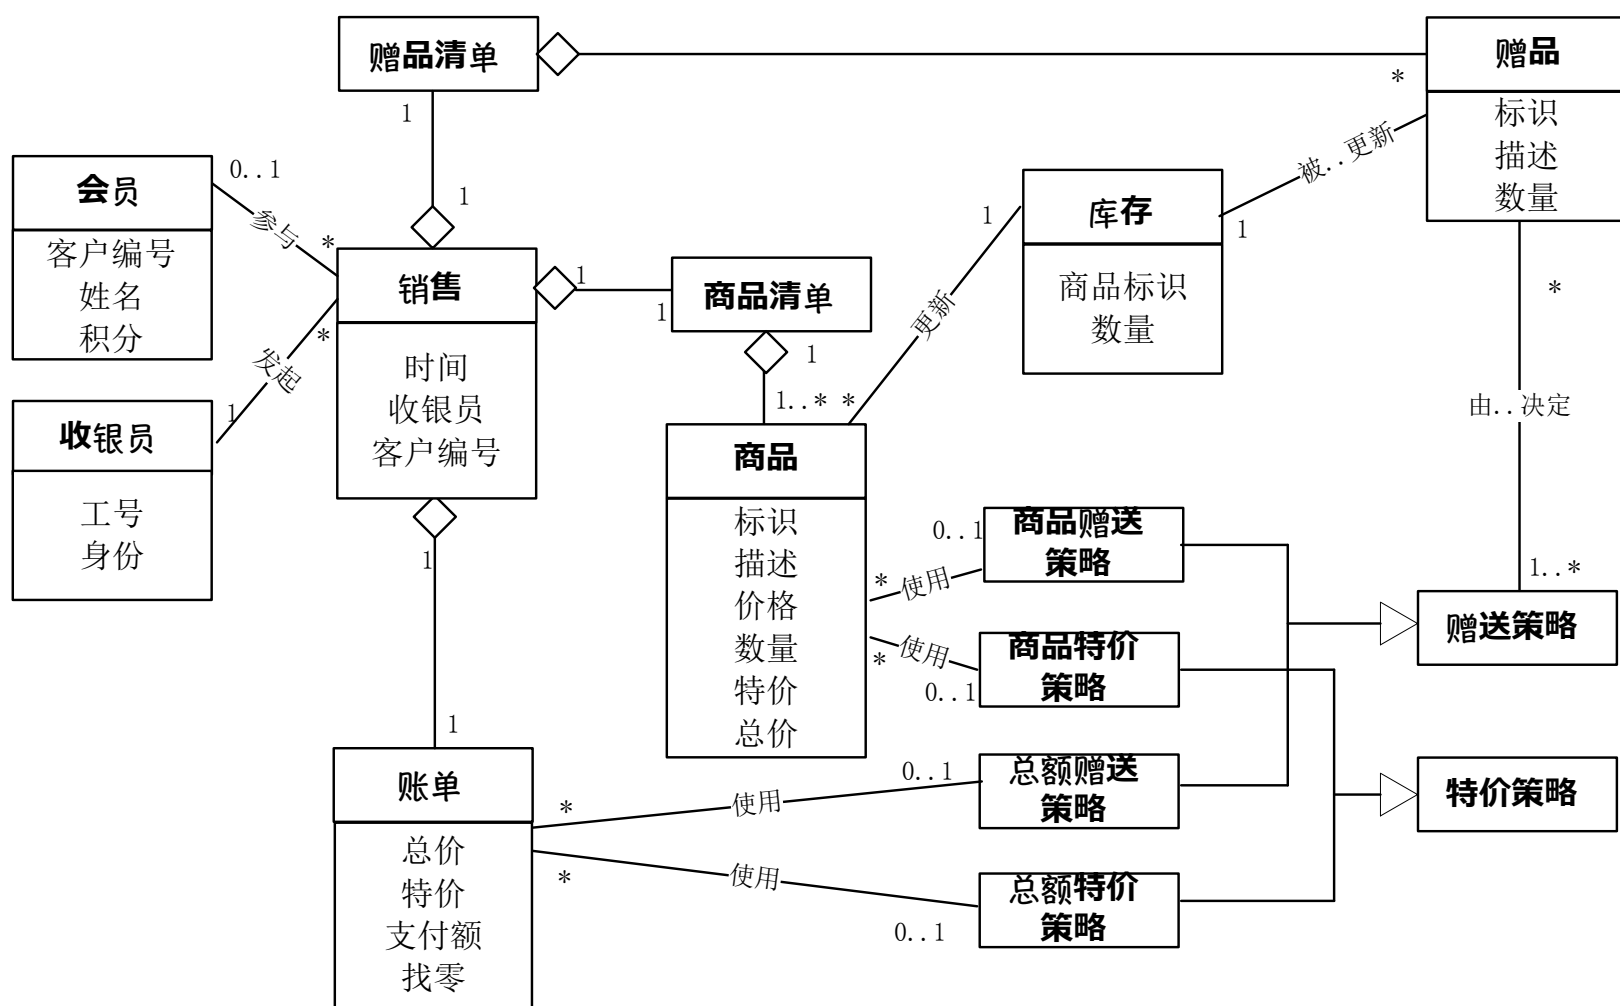 赠品清单
赠品
*
标识
描述
数量
1
1
被..更新
0..1
会员
参与
*
客户编号
姓名
积分
销售
时间
收银员
客户编号
*
发起
1
收银员
工号
身份
1
1
商品清单
1
1..*
1
库存
1
商品标识
数量
更新
*
商品
标识
描述
价格
数量
特价
总价
*
由..决定
1..*
0..1
商品赠送
策略
*
使用
使用
*
商品特价
策略
0..1
赠送策略
1
1
账单
总价
特价
支付额
找零
0..1
总额赠送
策略
*
使用
特价策略
*
使用
总额特价
策略
0..1